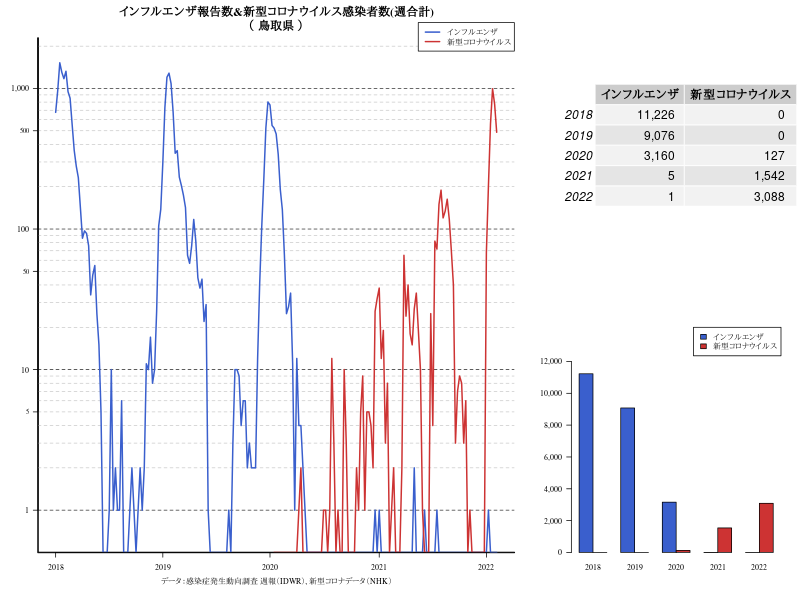 インフルエンザ報告数&新型コロナウイルス感染者数(週合計)
( 鳥取県 )
インフルエンザ
新型コロナウイルス
1,000
500
100
50
10
5
1
2018 2019 2020 2021 2022
データ:感染症発生動向調査 週報(IDWR)、新型コロナデータ(NHK)
インフルエンザ 新型コロナウイルス
2018 11,226 0
2019 9,076 0
2020 3,160 127
2021 5 1,542
2022 1 3,088
インフルエンザ
新型コロナウイルス
12,000
10,000
8,000
6,000
4,000
2,000
0
2018 2019 2020 2021 2022